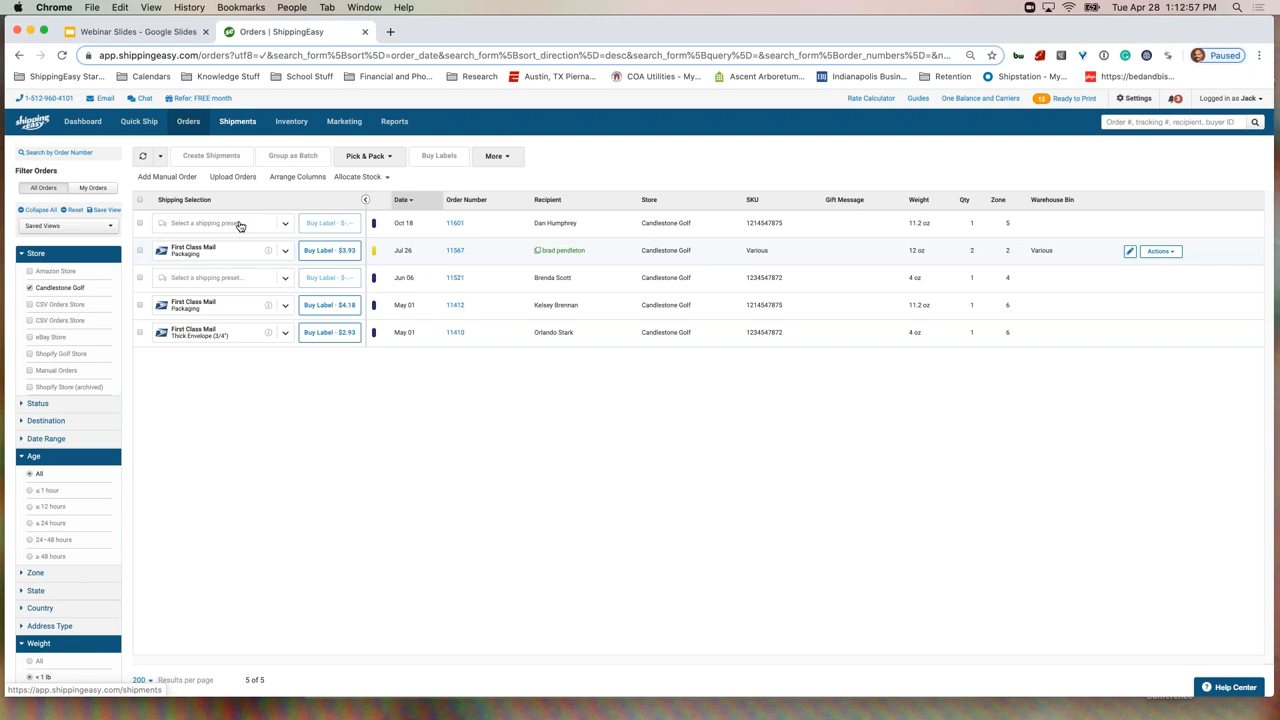 Chrome File Edit View History Bookmarks People Tab Window Help Tue Apr 28 1:12:57 PM
Webinar Slides - Google Slides Orders | ShippingEasy
app.shippingeasy.com/orders?utf8=✓&search_form%5Bsort%5D=order_date&search_form%5Bsort_direction%5D=desc&search_form%5Bquery%5D=&search_form%5Border_numbers%5D=&n... Paused
ShippingEasy Star... Calendars Knowledge Stuff School Stuff Financial and Pho... Research Austin, TX Pierna... COA Utilities - My... Ascent Arboretum... Indianapolis Busin... Retention Shipstation - My... https://bedandbis...
1-512-960-4101 Email Chat Refer: FREE month Rate Calculator Guides One Balance and Carriers 12 Ready to Print Settings 3 Logged in as Jack
shipping easy Dashboard Quick Ship Orders Shipments Inventory Marketing Reports Order #, tracking #, recipient, buyer ID
Search by Order Number Create Shipments Group as Batch Pick & Pack Buy Labels More
Filter Orders
Add Manual Order Upload Orders Arrange Columns Allocate Stock
All Orders My Orders
Collapse All Reset Save View
Saved Views
Shipping Selection Date Order Number Recipient Store SKU Gift Message Weight Qty Zone Warehouse Bin
Select a shipping preset... Buy Label - $-.-- Oct 18 11601 Dan Humphrey Candlestone Golf 1214547875 11.2 oz 1 5
First Class Mail
Packaging
Buy Label - $3.93 Jul 26 11567 brad pendleton Candlestone Golf Various 12 oz 2 2 Various Actions
Select a shipping preset... Buy Label - $-.-- Jun 06 11521 Brenda Scott Candlestone Golf 1234547872 4 oz 1 4
First Class Mail
Packaging
Buy Label - $4.18 May 01 11412 Kelsey Brennan Candlestone Golf 1214547875 11.2 oz 1 6
First Class Mail
Thick Envelope (3/4")
Buy Label - $2.93 May 01 11410 Orlando Stark Candlestone Golf 1234547872 4 oz 1 6
Store
Amazon Store
Candlestone Golf
CSV Orders Store
CSV Orders Store
eBay Store
Shopify Golf Store
Manual Orders
Shopify Store (archived)
Status
Destination
Date Range
Age
All
≤ 1 hour
≤ 12 hours
≤ 24 hours
24–48 hours
≥ 48 hours
Zone
State
Country
Address Type
Weight
All
< 1 lb
200 Results per page 5 of 5
https://app.shippingeasy.com/shipments
Help Center